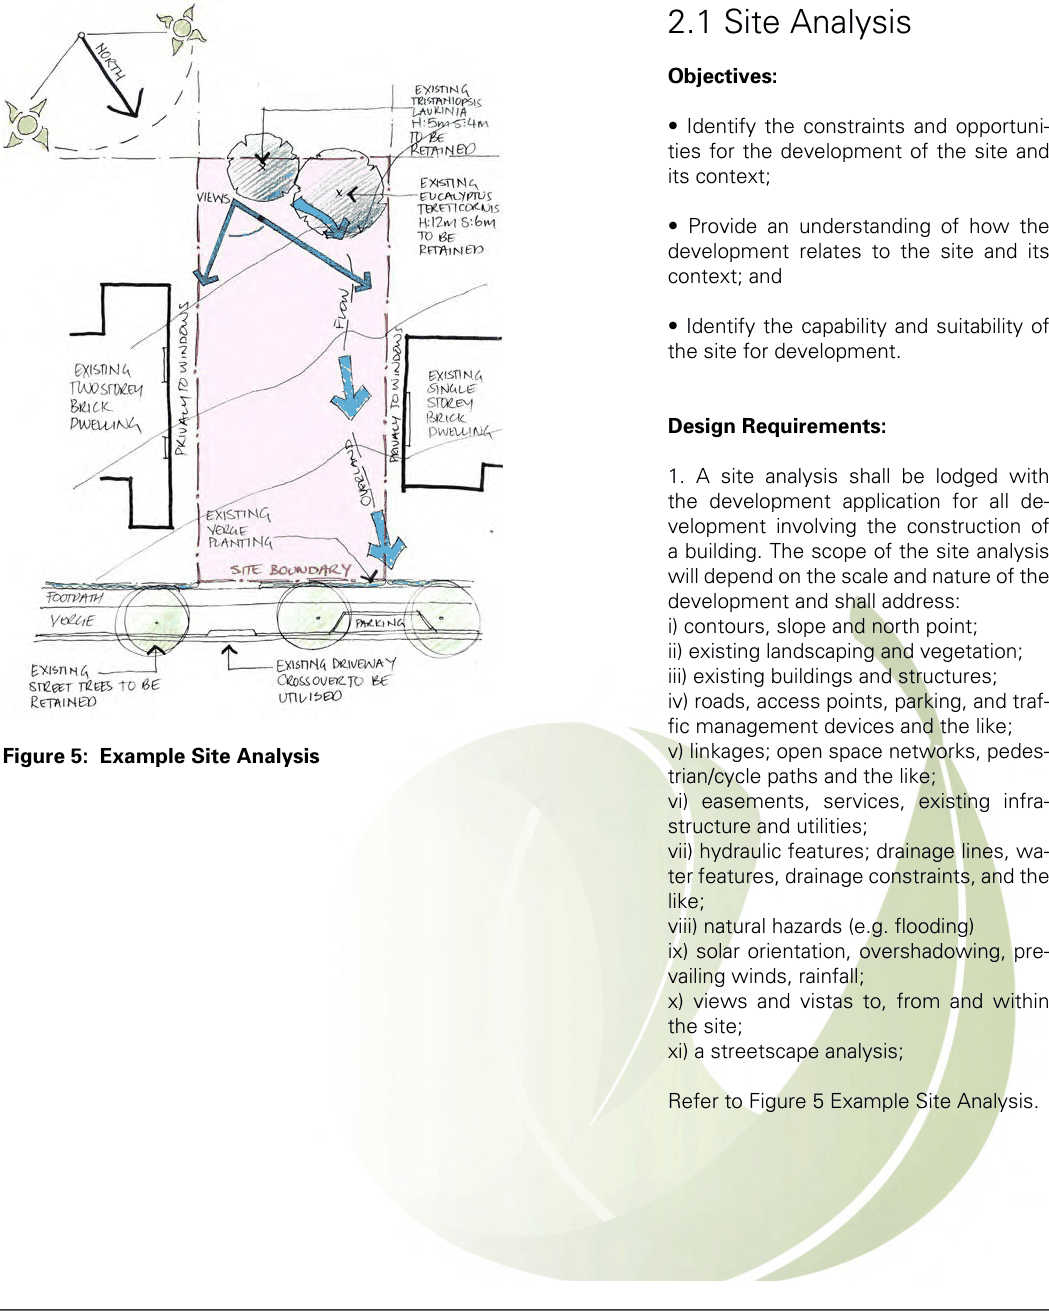 NORTH
EXISTING
TRISTANIOPSIS
LAURINIA
H:5m S:4m
TO BE
RETAINED
VIEWS
EXISTING
EUCALYPTUS
TERETICORNIS
H:12m S:6m
TO BE
RETAINED
PRIVACY TO WINDOWS
FLOW
OVERLAND
PRIVACY TO WINDOWS
EXISTING
TWO STOREY
BRICK
DWELLING
EXISTING
SINGLE
STOREY
BRICK
DWELLING
EXISTING
VERGE
PLANTING
SITE BOUNDARY
FOOTPATH
VERGE
PARKING
EXISTING
STREET TREES TO BE
RETAINED
EXISTING DRIVEWAY
CROSSOVER TO BE
UTILISED
Figure 5: Example Site Analysis
2.1 Site Analysis
Objectives:
• Identify the constraints and opportuni-
ties for the development of the site and
its context;
• Provide an understanding of how the
development relates to the site and its
context; and
• Identify the capability and suitability of
the site for development.
Design Requirements:
1. A site analysis shall be lodged with
the development application for all de-
velopment involving the construction of
a building. The scope of the site analysis
will depend on the scale and nature of the
development and shall address:
i) contours, slope and north point;
ii) existing landscaping and vegetation;
iii) existing buildings and structures;
iv) roads, access points, parking, and traf-
fic management devices and the like;
v) linkages; open space networks, pedes-
trian/cycle paths and the like;
vi) easements, services, existing infra-
structure and utilities;
vii) hydraulic features; drainage lines, wa-
ter features, drainage constraints, and the
like;
viii) natural hazards (e.g. flooding)
ix) solar orientation, overshadowing, pre-
vailing winds, rainfall;
x) views and vistas to, from and within
the site;
xi) a streetscape analysis;
Refer to Figure 5 Example Site Analysis.